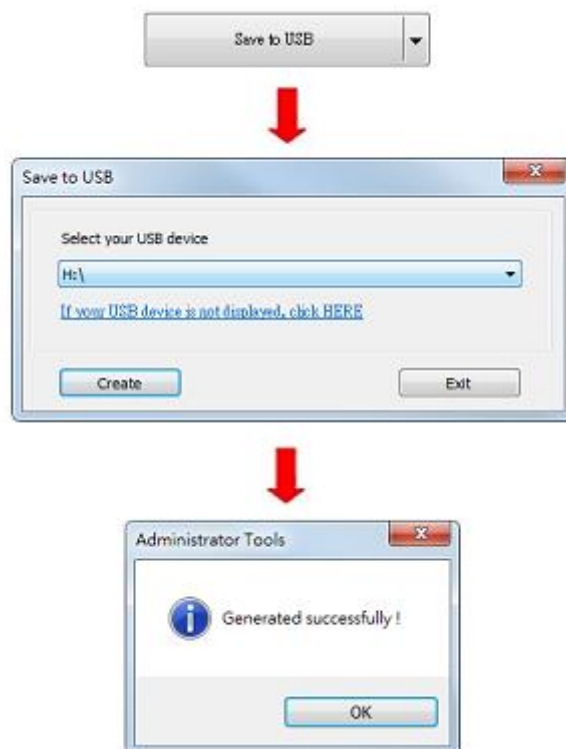 Save to USB
Save to USB
Select your USB device
H:\
If your USB device is not displayed, click HERE
Create Exit
Administrator Tools
Generated successfully !
OK